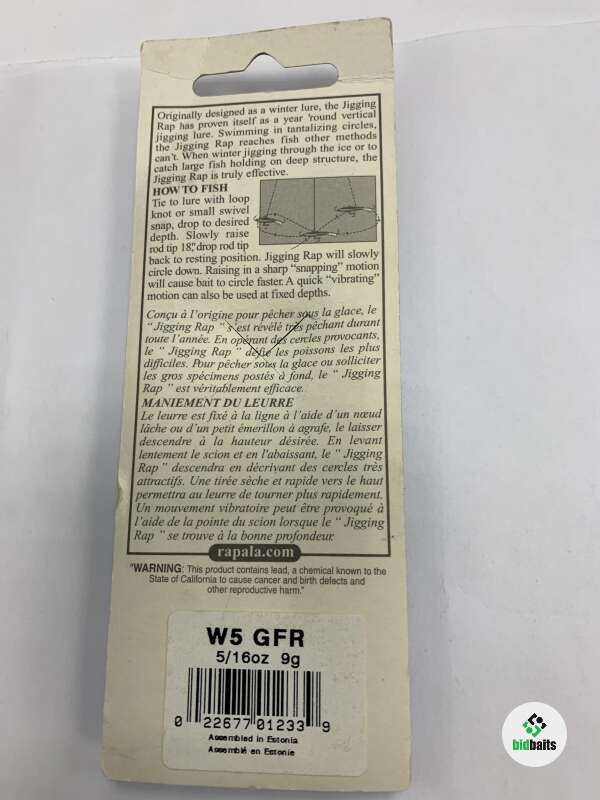 Originally designed as a winter lure, the Jigging
Rap has proven itself as a year 'round vertical
jigging lure. Swimming in tantalizing circles,
the Jigging Rap reaches fish other methods
can't. When winter jigging through the ice or to
catch large fish holding on deep structure, the
Jigging Rap is truly effective.
HOW TO FISH
Tie to lure with loop
knot or small swivel
snap, drop to desired
depth. Slowly raise
rod tip 18," drop rod tip
back to resting position. Jigging Rap will slowly
circle down. Raising in a sharp “snapping” motion
will cause bait to circle faster. A quick “vibrating”
motion can also be used at fixed depths.
Conçu à l'origine pour pêcher sous la glace, le
“ Jigging Rap ” s'est révélé très pêchant durant
toute l'année. En opérant des cercles provocants,
le “ Jigging Rap ” défie les poissons les plus
difficiles. Pour pêcher sous la glace ou solliciter
les gros spécimens postés à fond, le “ Jigging
Rap ” est véritablement efficace.
MANIEMENT DU LEURRE
Le leurre est fixé à la ligne à l'aide d'un nœud
lâche ou d'un petit émerillon à agrafe, le laisser
descendre à la hauteur désirée. En levant
lentement le scion et en l'abaissant, le “ Jigging
Rap ” descendra en décrivant des cercles très
attractifs. Une tirée sèche et rapide vers le haut
permettra au leurre de tourner plus rapidement.
Un mouvement vibratoire peut être provoqué à
l'aide de la pointe du scion lorsque le “ Jigging
Rap ” se trouve à la bonne profondeur.
rapala.com
"WARNING: This product contains lead, a chemical known to the
State of California to cause cancer and birth defects and
other reproductive harm."
W5 GFR
5/16oz 9g
0 22677 01233 9
Assembled in Estonia
Assemblé en Estonie
bidbaits